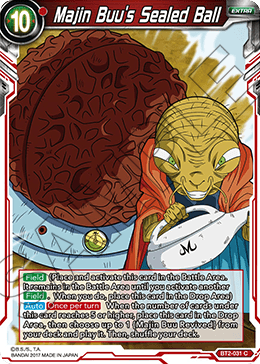 10
Majin Buu's Sealed Ball
EXTRA
M
Field (Place and activate this card in the Battle Area.
It remains in the Battle Area until you activate another
Field. When you do, place this card in the Drop Area)
Auto Once per turn When the number of cards under
this card reaches 5 or higher, place this card in the Drop
Area, then choose up to 1 [Majin Buu Revived] from
your deck and play it. Then, shuffle your deck.
©B.S./S., T.A.
BANDAI 2017 MADE IN JAPAN
BT2-031 C